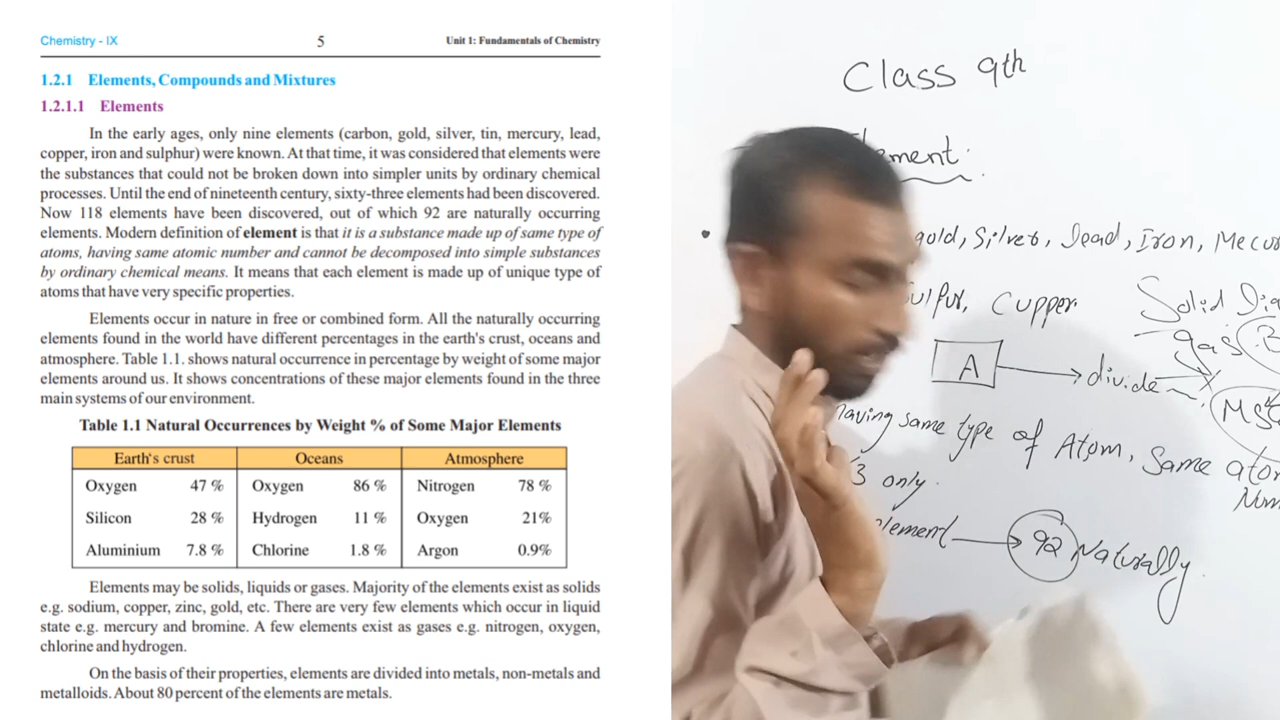 Chemistry - IX 5 Unit 1: Fundamentals of Chemistry
1.2.1 Elements, Compounds and Mixtures
1.2.1.1 Elements
In the early ages, only nine elements (carbon, gold, silver, tin, mercury, lead,
copper, iron and sulphur) were known. At that time, it was considered that elements were
the substances that could not be broken down into simpler units by ordinary chemical
processes. Until the end of nineteenth century, sixty-three elements had been discovered.
Now 118 elements have been discovered, out of which 92 are naturally occurring
elements. Modern definition of element is that it is a substance made up of same type of
atoms, having same atomic number and cannot be decomposed into simple substances
by ordinary chemical means. It means that each element is made up of unique type of
atoms that have very specific properties.
Elements occur in nature in free or combined form. All the naturally occurring
elements found in the world have different percentages in the earth's crust, oceans and
atmosphere. Table 1.1. shows natural occurrence in percentage by weight of some major
elements around us. It shows concentrations of these major elements found in the three
main systems of our environment.
Table 1.1 Natural Occurrences by Weight % of Some Major Elements
Earth's crust Oceans Atmosphere
Oxygen 47 % Oxygen 86 % Nitrogen 78 %
Silicon 28 % Hydrogen 11 % Oxygen 21%
Aluminium 7.8 % Chlorine 1.8 % Argon 0.9%
Elements may be solids, liquids or gases. Majority of the elements exist as solids
e.g. sodium, copper, zinc, gold, etc. There are very few elements which occur in liquid
state e.g. mercury and bromine. A few elements exist as gases e.g. nitrogen, oxygen,
chlorine and hydrogen.
On the basis of their properties, elements are divided into metals, non-metals and
metalloids. About 80 percent of the elements are metals.
Class 9th
ement:
gold, Silver, lead, Iron, Mecu
ulfur, Cupper Solid
gas
A divide
having same type of Atom, Same ato
Num
3 only.
lement 92 Naturally.